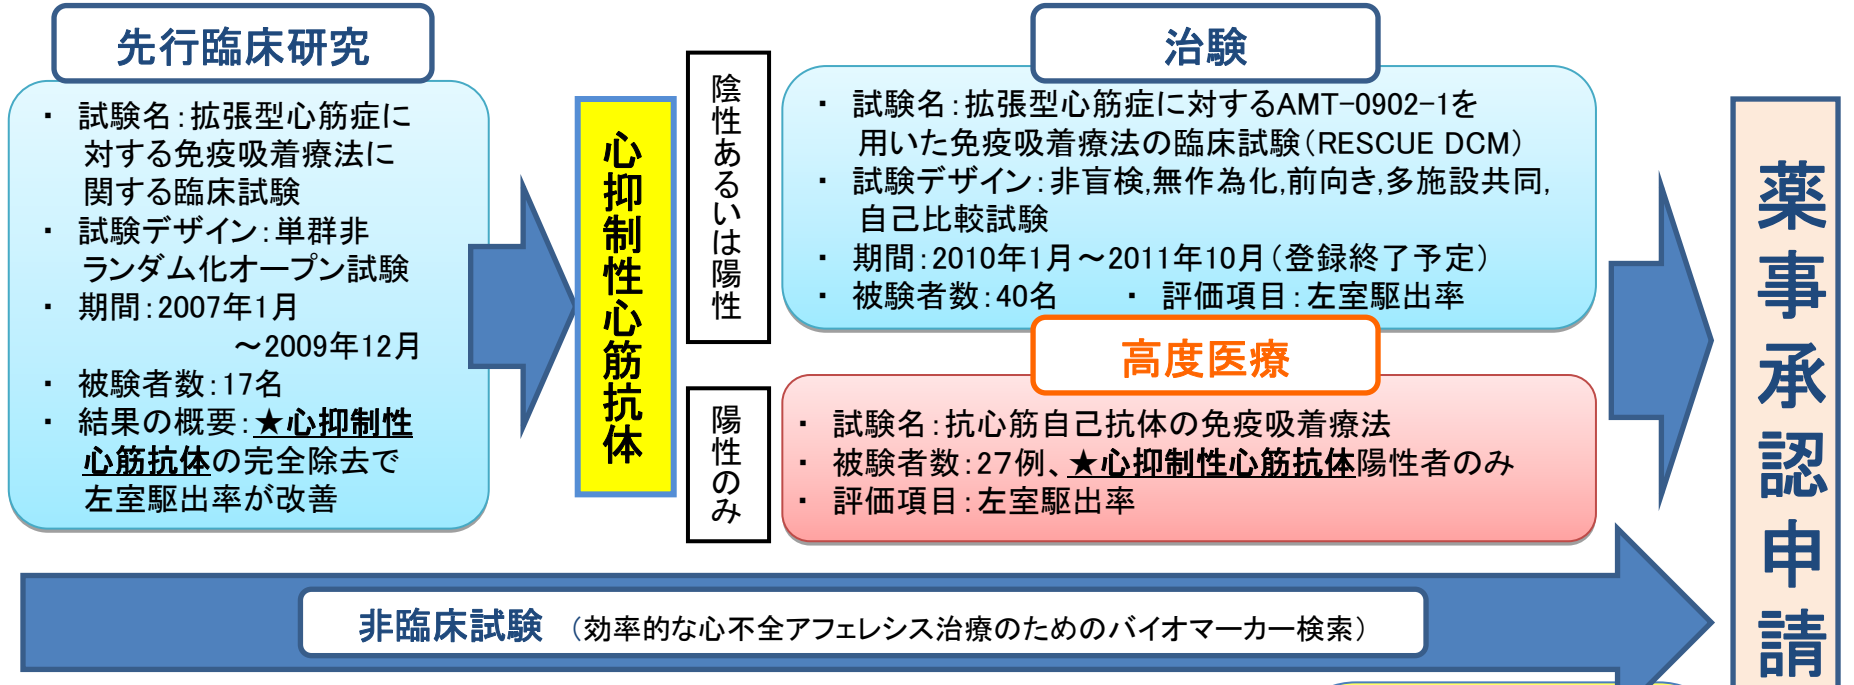 先行臨床研究
・ 試験名：拡張型心筋症に
対する免疫吸着療法に
関する臨床試験
・ 試験デザイン：単群非
ランダム化オープン試験
・ 期間：2007年1月
～2009年12月
・ 被験者数：17名
・ 結果の概要：★心抑制性
心筋抗体の完全除去で
左室駆出率が改善
心抑制性心筋抗体
陰性あるいは陽性
治験
・ 試験名：拡張型心筋症に対するAMT-0902-1を
用いた免疫吸着療法の臨床試験（RESCUE DCM）
・ 試験デザイン：非盲検,無作為化,前向き,多施設共同,
自己比較試験
・ 期間：2010年1月～2011年10月（登録終了予定）
・ 被験者数：40名 ・ 評価項目：左室駆出率
陽性のみ
高度医療
・ 試験名：抗心筋自己抗体の免疫吸着療法
・ 被験者数：27例、★心抑制性心筋抗体陽性者のみ
・ 評価項目：左室駆出率
非臨床試験 （効率的な心不全アフェレシス治療のためのバイオマーカー検索）
薬事承認申請